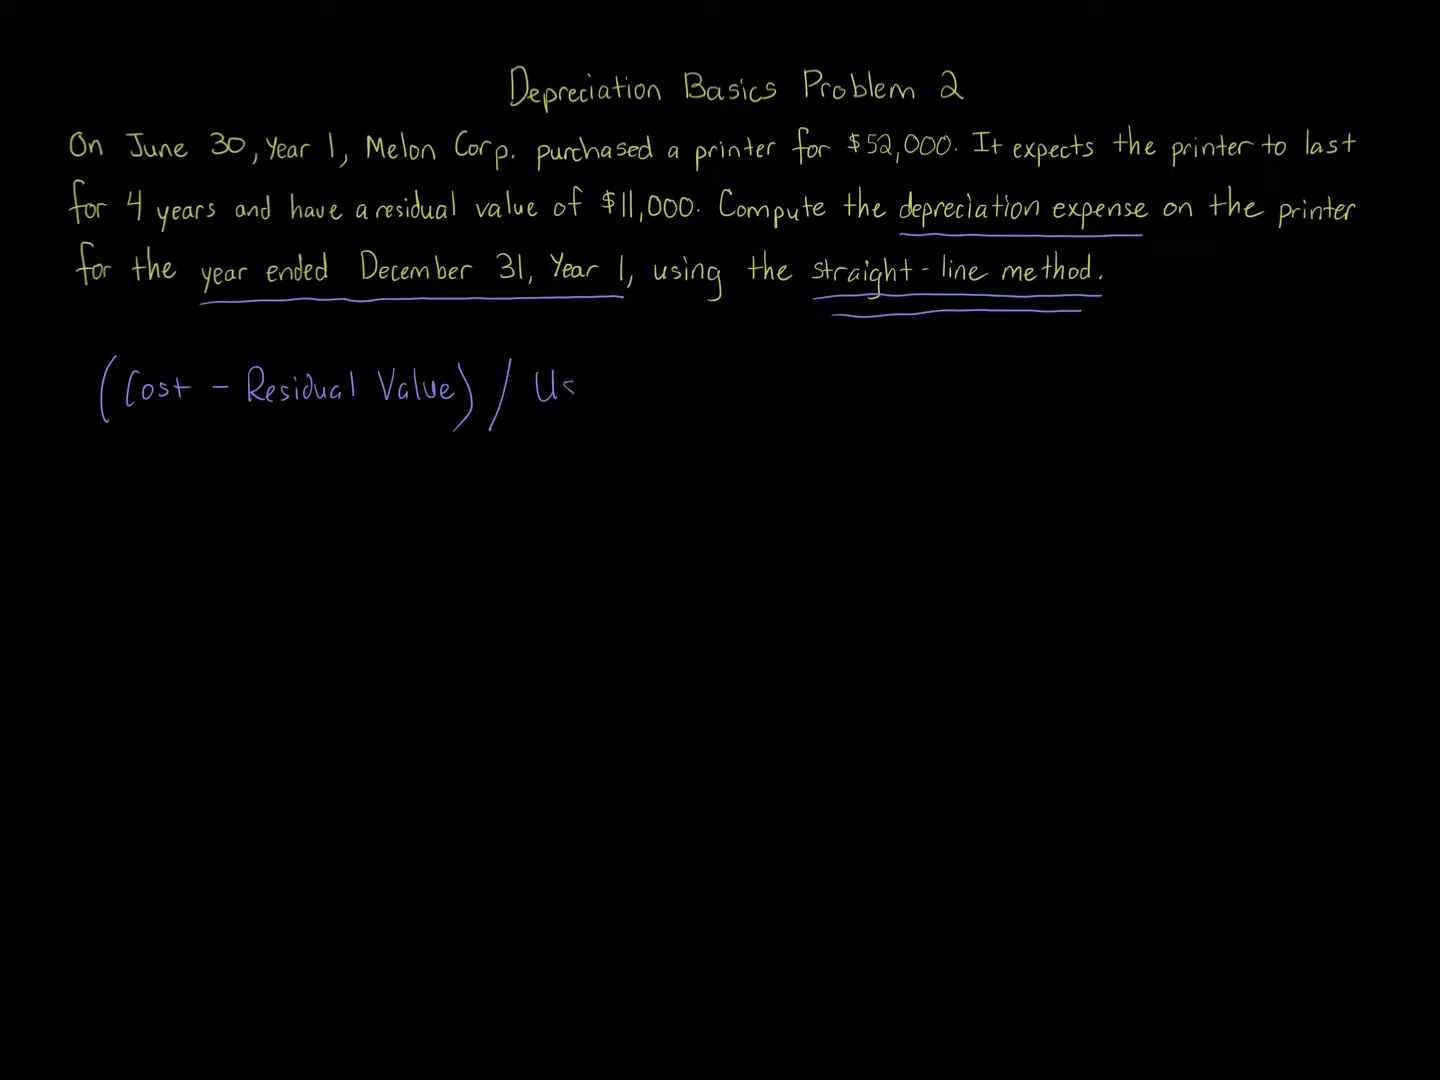 Depreciation Basics Problem 2
On June 30, Year 1, Melon Corp. purchased a printer for $52,000. It expects the printer to last
for 4 years and have a residual value of $11,000. Compute the depreciation expense on the printer
for the year ended December 31, Year 1, using the straight-line method.
(Cost - Residual Value) / Us